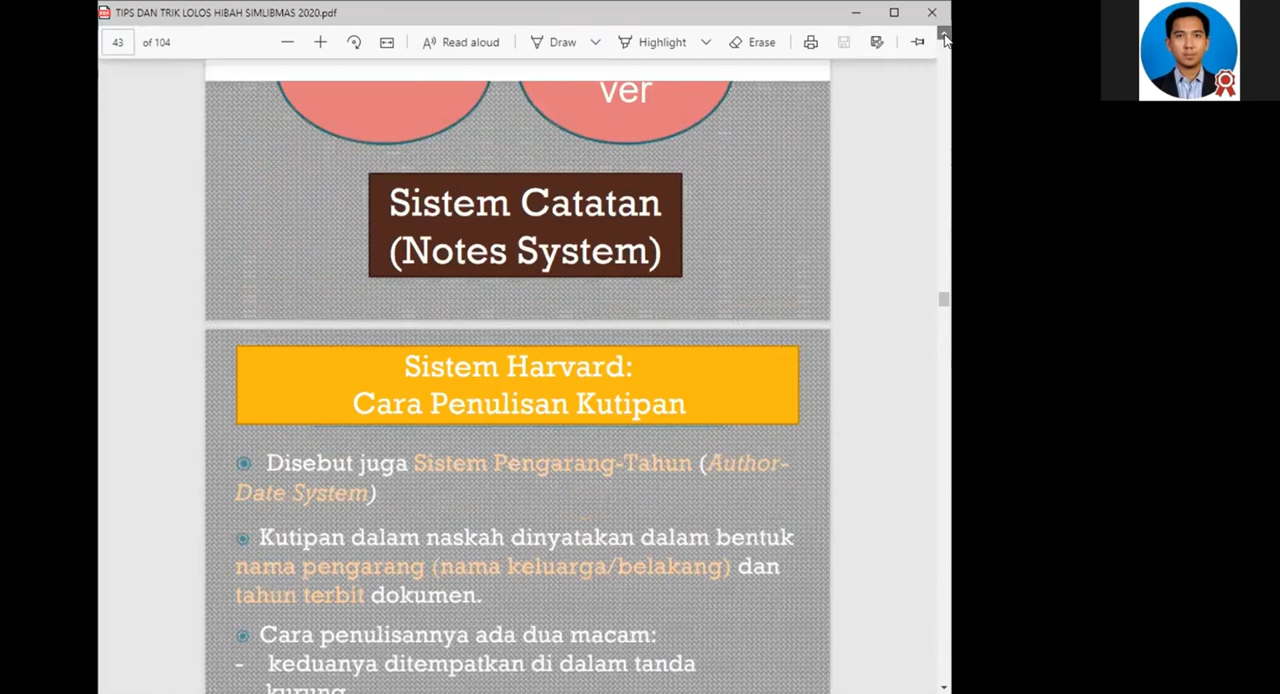 TIPS DAN TRIK LOLOS HIBAH SIMLIBMAS 2020.pdf
43 of 104
Read aloud
Draw
Highlight
Erase
ver
Sistem Catatan
(Notes System)
Sistem Harvard:
Cara Penulisan Kutipan
Disebut juga Sistem Pengarang-Tahun (Author-
Date System)
Kutipan dalam naskah dinyatakan dalam bentuk
nama pengarang (nama keluarga/belakang) dan
tahun terbit dokumen.
Cara penulisannya ada dua macam:
- keduanya ditempatkan di dalam tanda
kurung